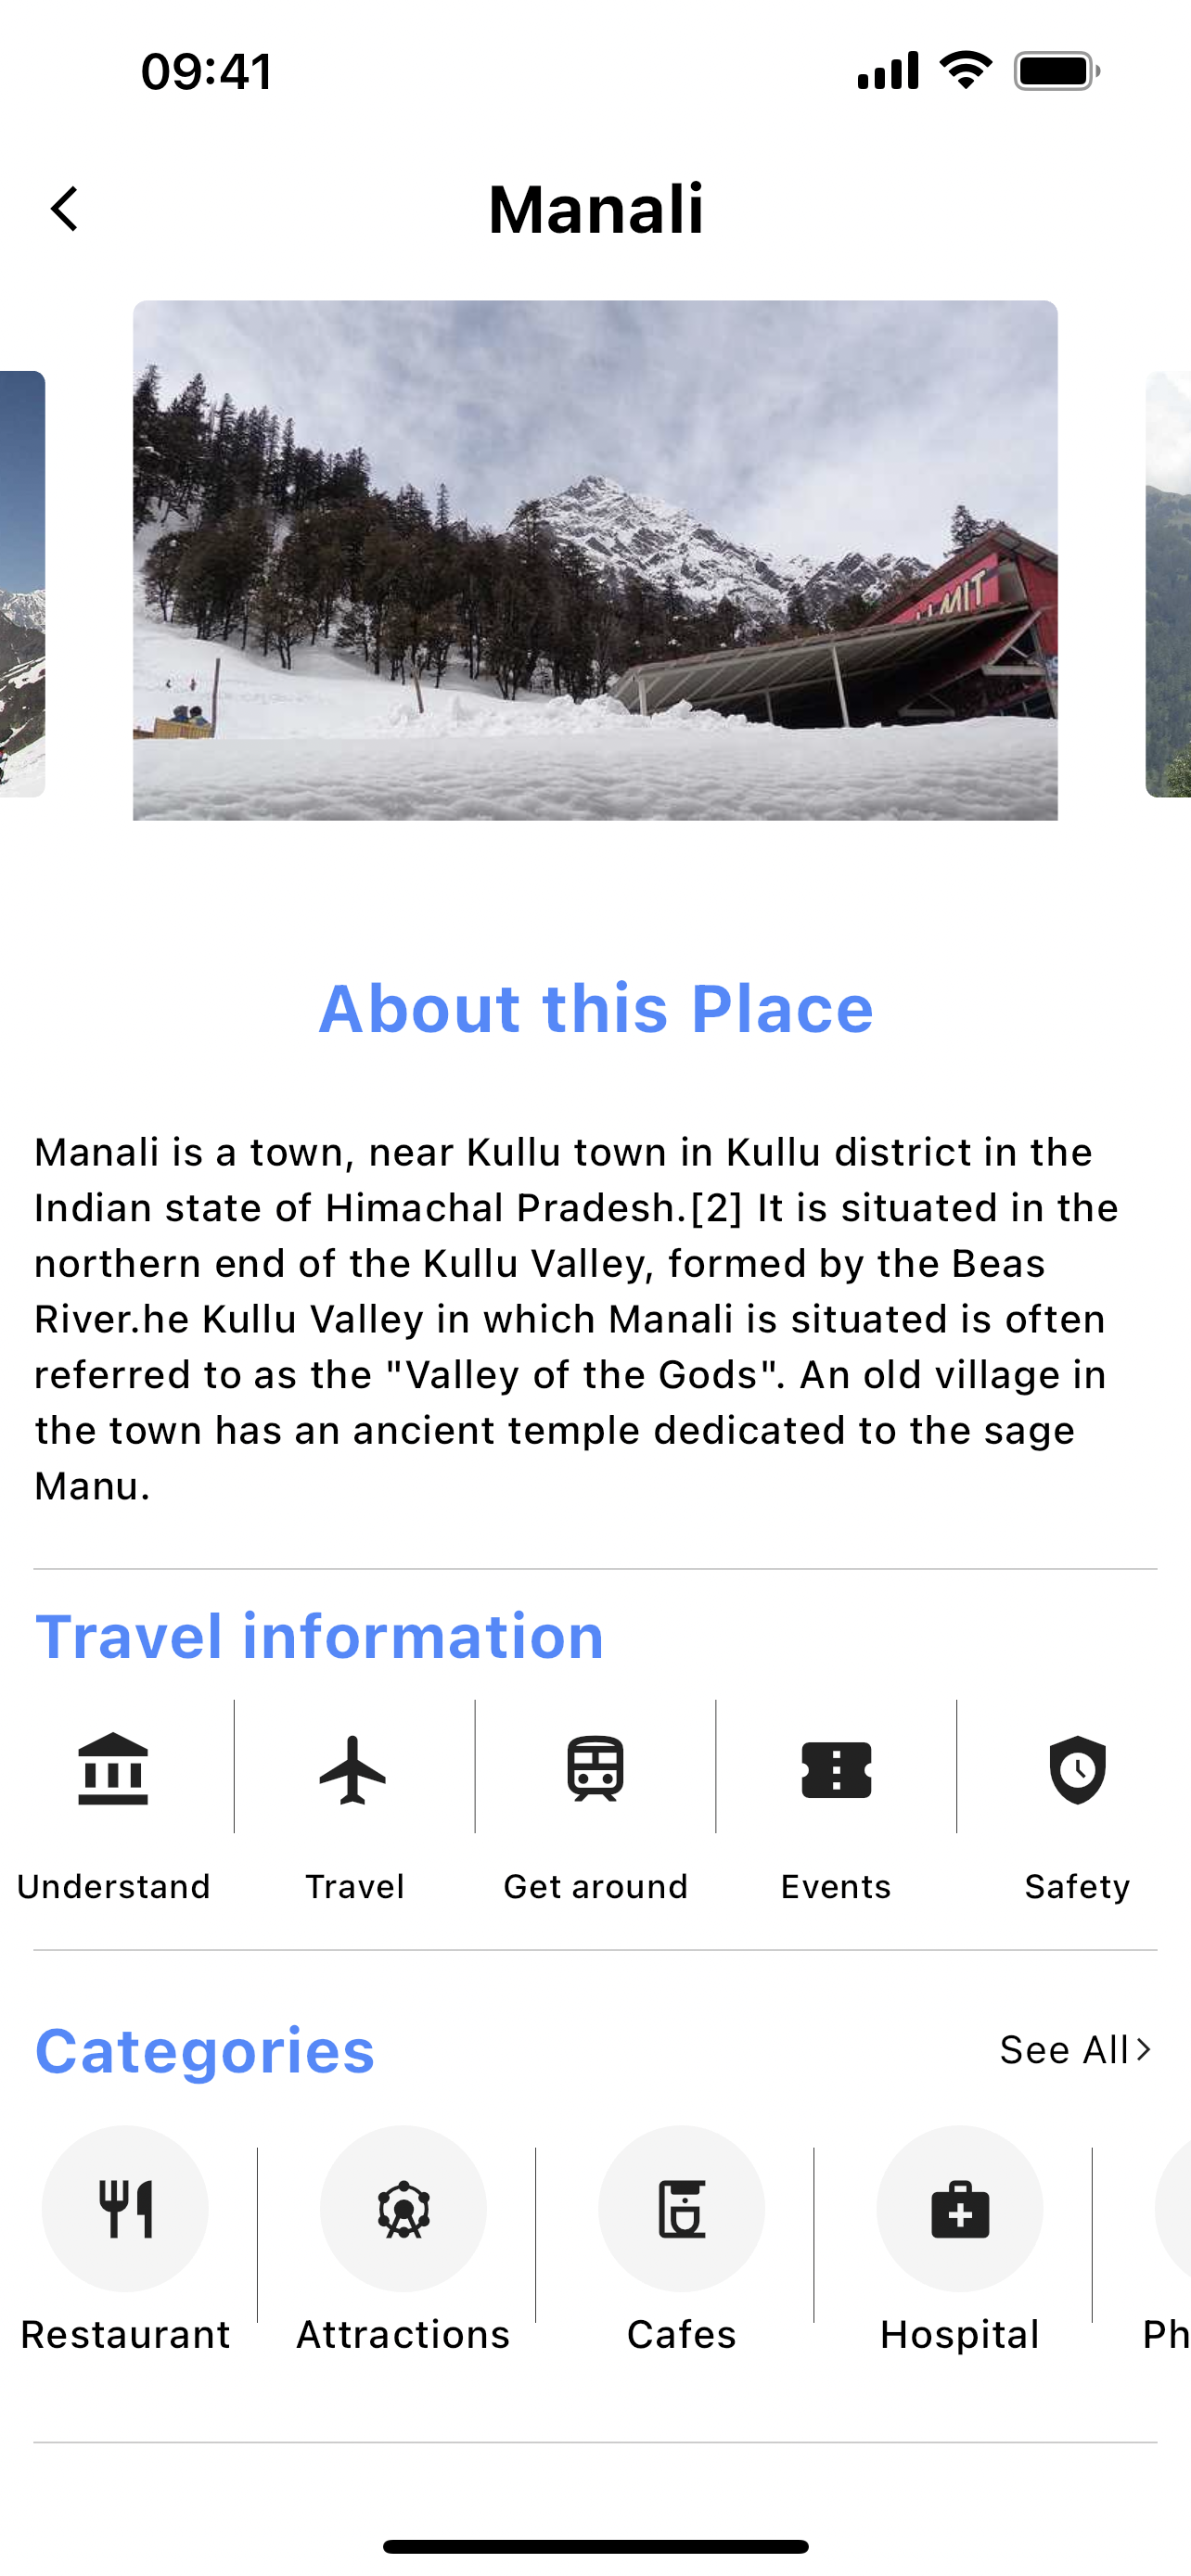 09:41
Manali
About this Place
Manali is a town, near Kullu town in Kullu district in the
Indian state of Himachal Pradesh.[2] It is situated in the
northern end of the Kullu Valley, formed by the Beas
River.he Kullu Valley in which Manali is situated is often
referred to as the "Valley of the Gods". An old village in
the town has an ancient temple dedicated to the sage
Manu.
Travel information
Understand Travel Get around Events Safety
Categories See All
Restaurant Attractions Cafes Hospital Ph